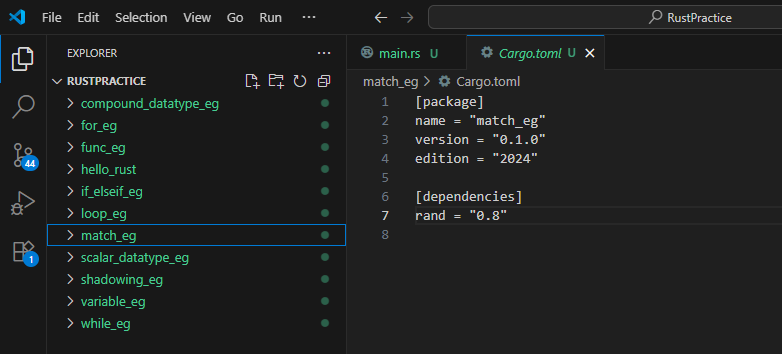 File Edit Selection View Go Run ··· RustPractice
EXPLORER ···
RUSTPRACTICE
compound_datatype_eg
for_eg
func_eg
hello_rust
if_elseif_eg
loop_eg
match_eg
scalar_datatype_eg
shadowing_eg
variable_eg
while_eg
44
1
main.rs U
Cargo.toml U
match_eg > Cargo.toml
1 [package]
2 name = "match_eg"
3 version = "0.1.0"
4 edition = "2024"
5
6 [dependencies]
7 rand = "0.8"
8